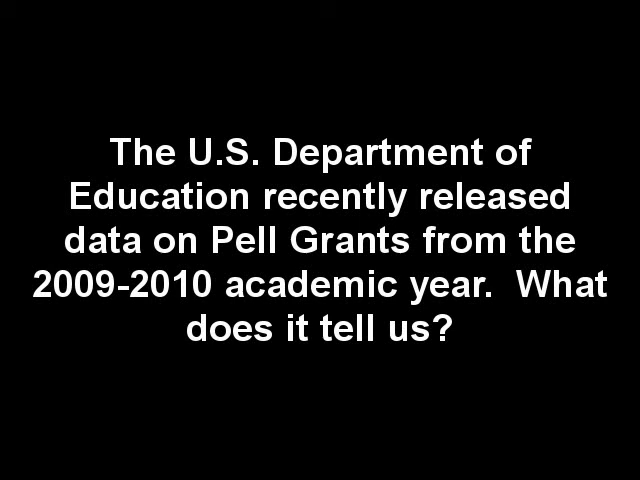 The U.S. Department of
Education recently released
data on Pell Grants from the
2009-2010 academic year.  What
does it tell us?